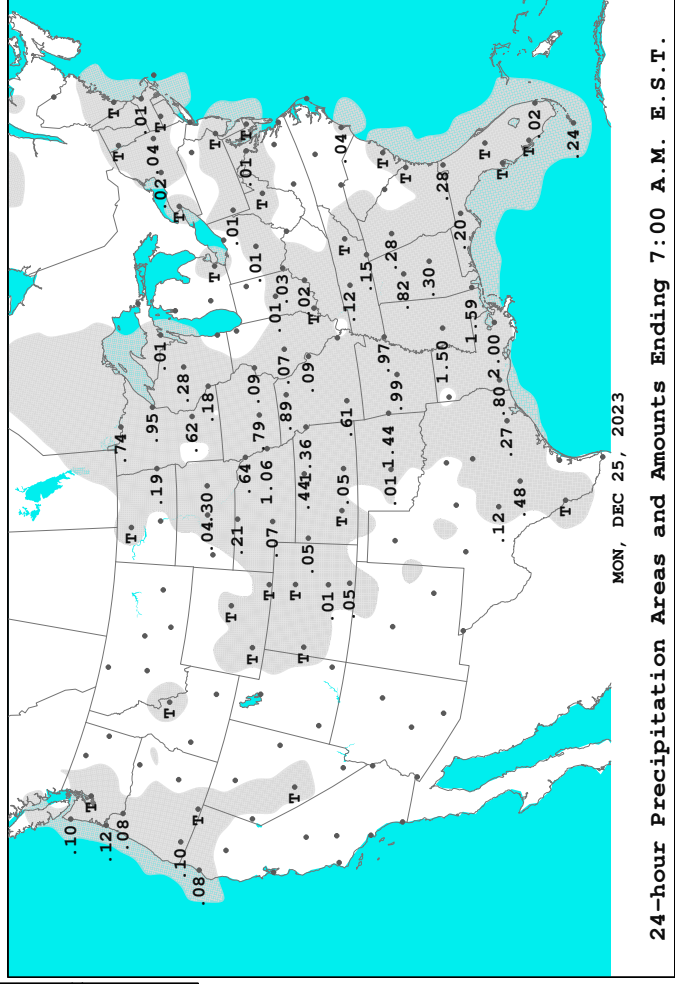 .10
T
.12
T
T
.74
.08
T
.01
.95
.04
.19
T
.01
.02
T
.10
T
.28
.62
T
.08
.04
.30
.18
T
T
T
.01
.21
.64
.01
T
T
.09
.01
.79
T
1.06
T
.07
.01
.03
.07
.89
T
T
T
.44
1.36
.02
.05
.09
T
.01
T
.05
.04
T
.05
.61
.12
.15
.97
T
.01
1.44
.28
.99
.82
T
.30
1.50
.28
.20
1.59
T
2.00
.12
.80
T
.27
.48
T
.02
T
.24
MON, DEC 25, 2023
24-hour Precipitation Areas and Amounts Ending 7:00 A.M. E.S.T.